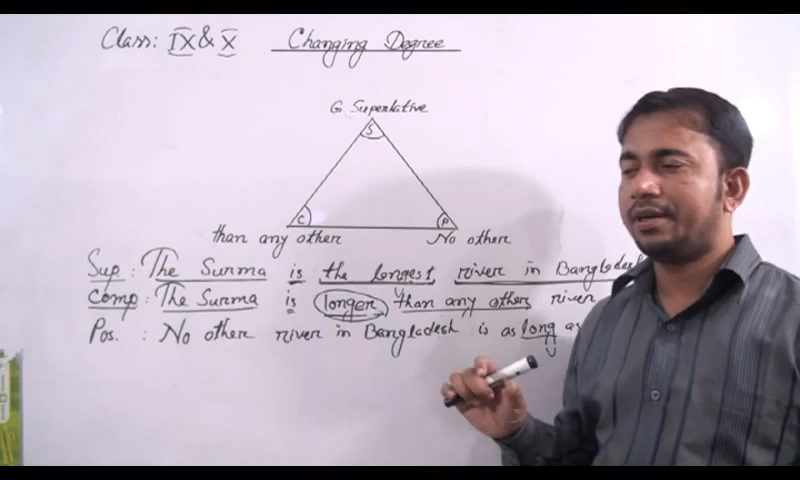 Class: IX & X Changing Degree
G. Superlative
S
C P
than any other No other
Sup: The Surma is the longest river in Bangladesh
Comp: The Surma is longer than any other river
Pos. : No other river in Bangladesh is as long as